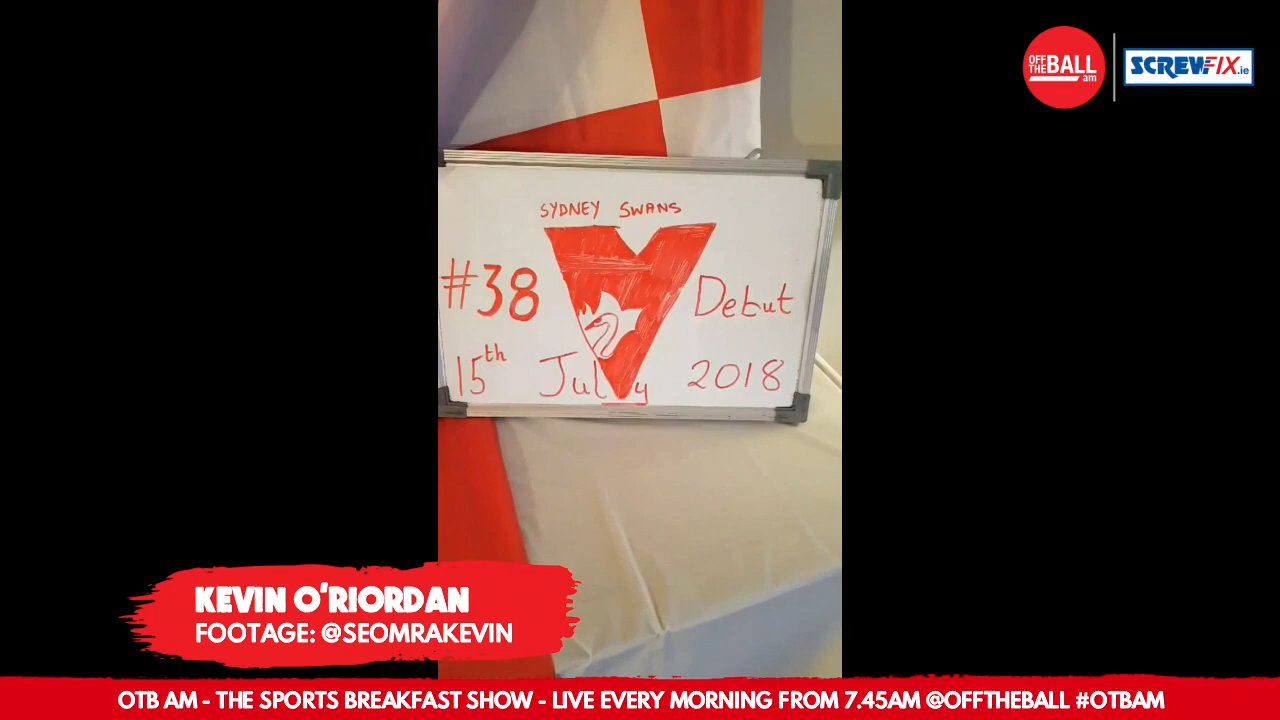 OFF
THE BALL
am
SCREWFIX.ie
SYDNEY SWANS
#38
Debut
15th July 2018
KEVIN O'RIORDAN
FOOTAGE: @SEOMRAKEVIN
OTB AM - THE SPORTS BREAKFAST SHOW - LIVE EVERY MORNING FROM 7.45AM @OFFTHEBALL #OTBAM